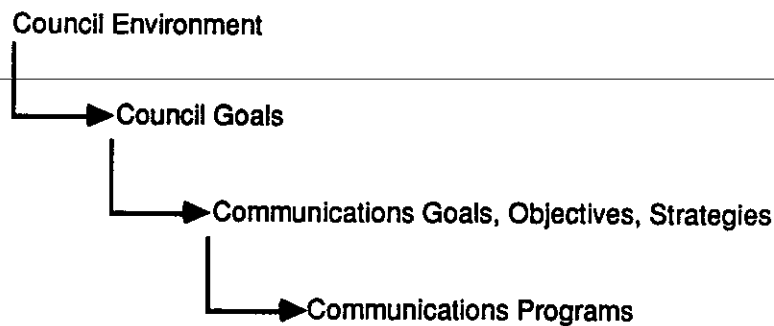 Council Environment
Council Goals
Communications Goals, Objectives, Strategies
Communications Programs